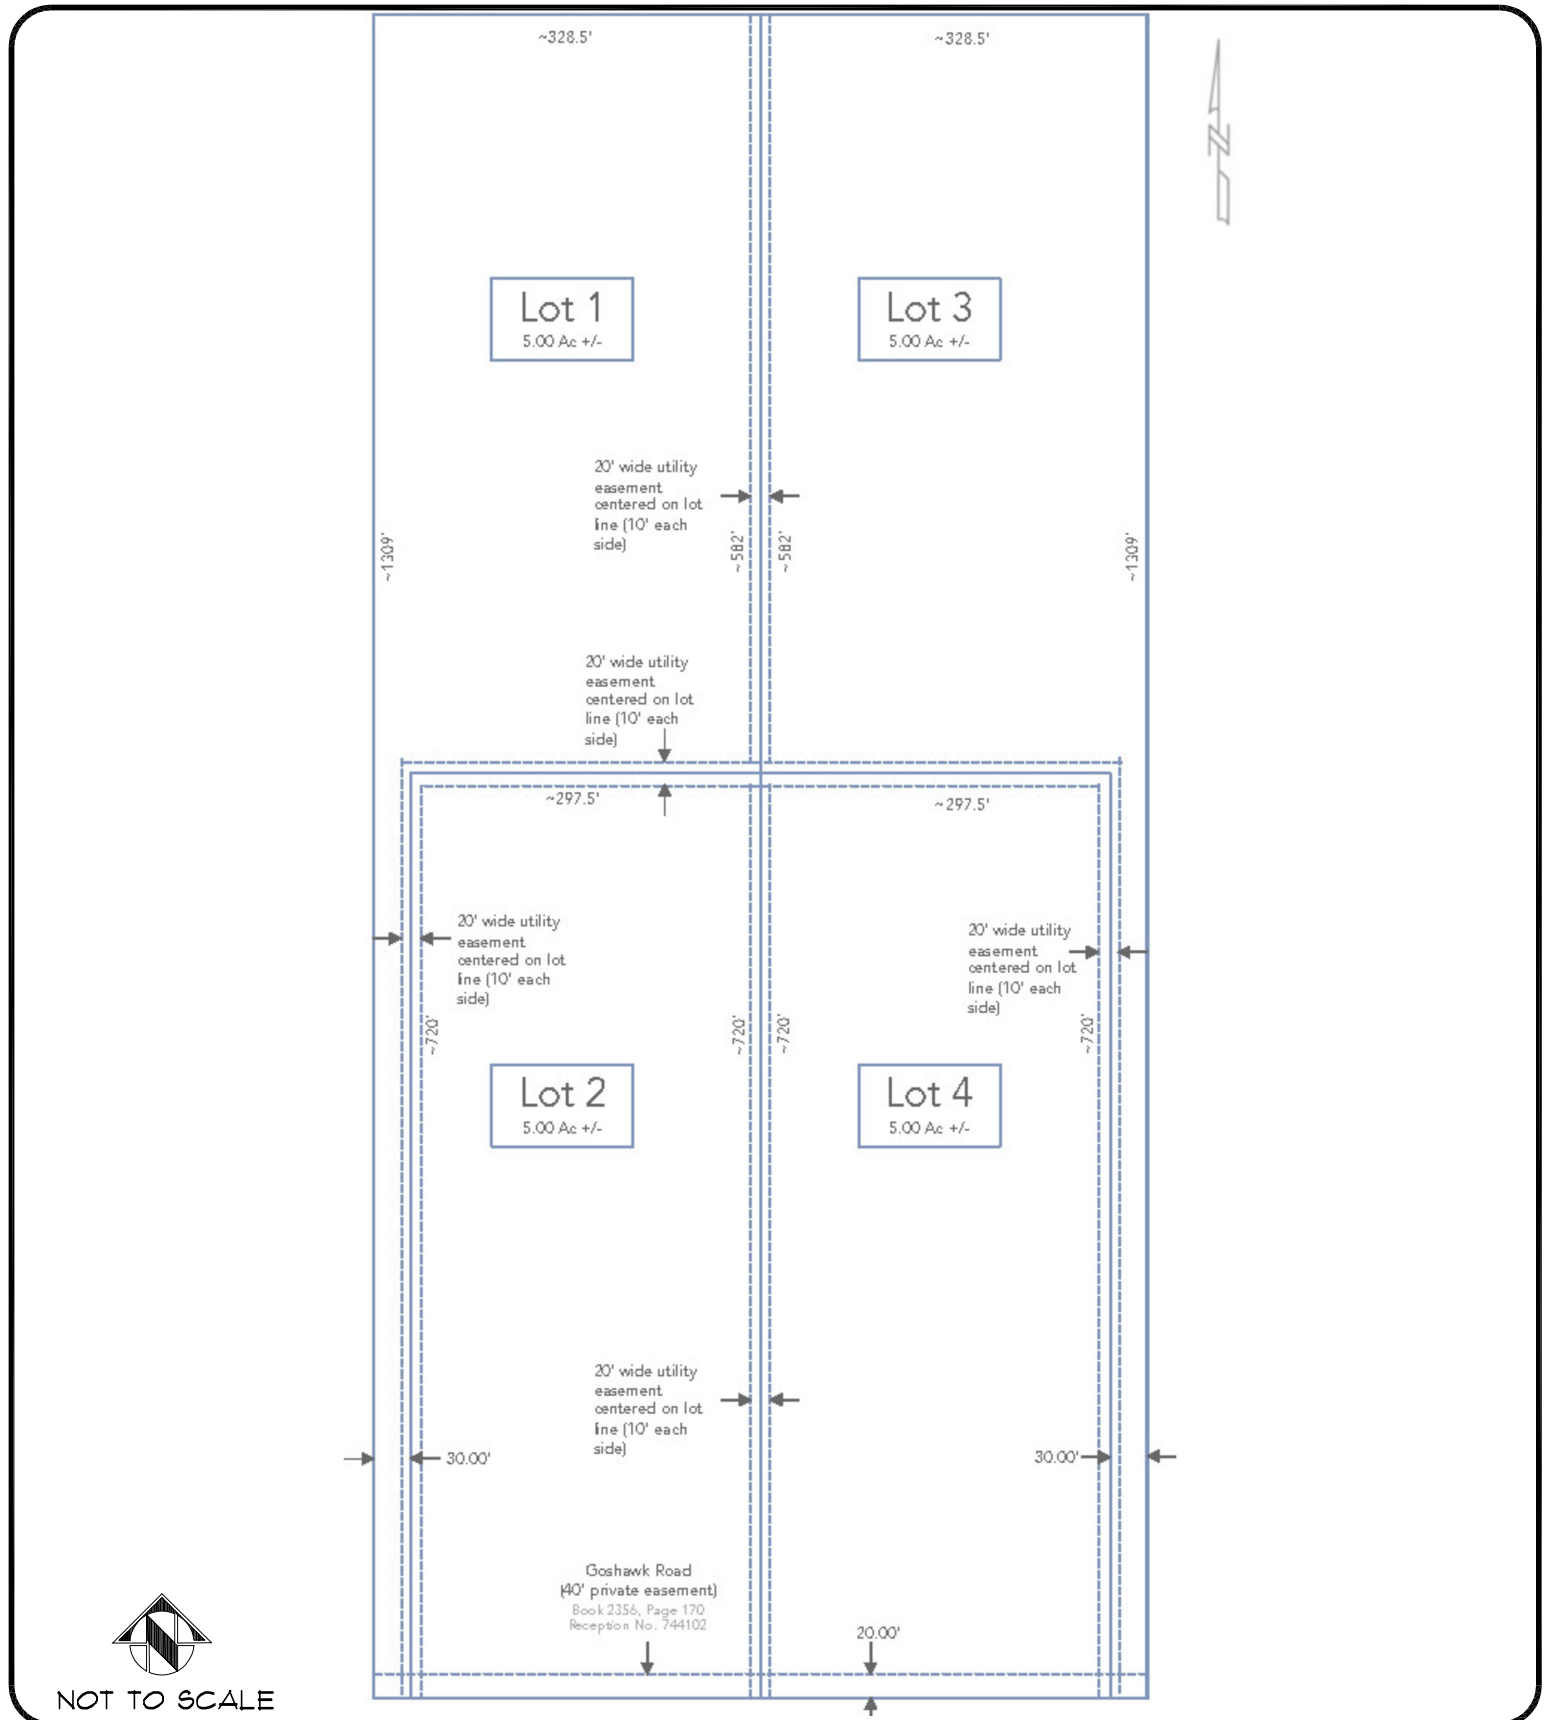 ~328.5'
~328.5'
N
Lot 1
5.00 Ac +/-
Lot 3
5.00 Ac +/-
20' wide utility
easement
centered on lot
line (10' each
side)
~1309'
~582'
~582'
~1309'
20' wide utility
easement
centered on lot
line (10' each
side)
~297.5'
~297.5'
20' wide utility
easement
centered on lot
line (10' each
side)
20' wide utility
easement
centered on lot
line (10' each
side)
~720'
~720'
~720'
~720'
Lot 2
5.00 Ac +/-
Lot 4
5.00 Ac +/-
20' wide utility
easement
centered on lot
line (10' each
side)
30.00'
30.00'
Goshawk Road
(40' private easement)
Book 2356, Page 170
Reception No. 744102
20.00'
N
NOT TO SCALE